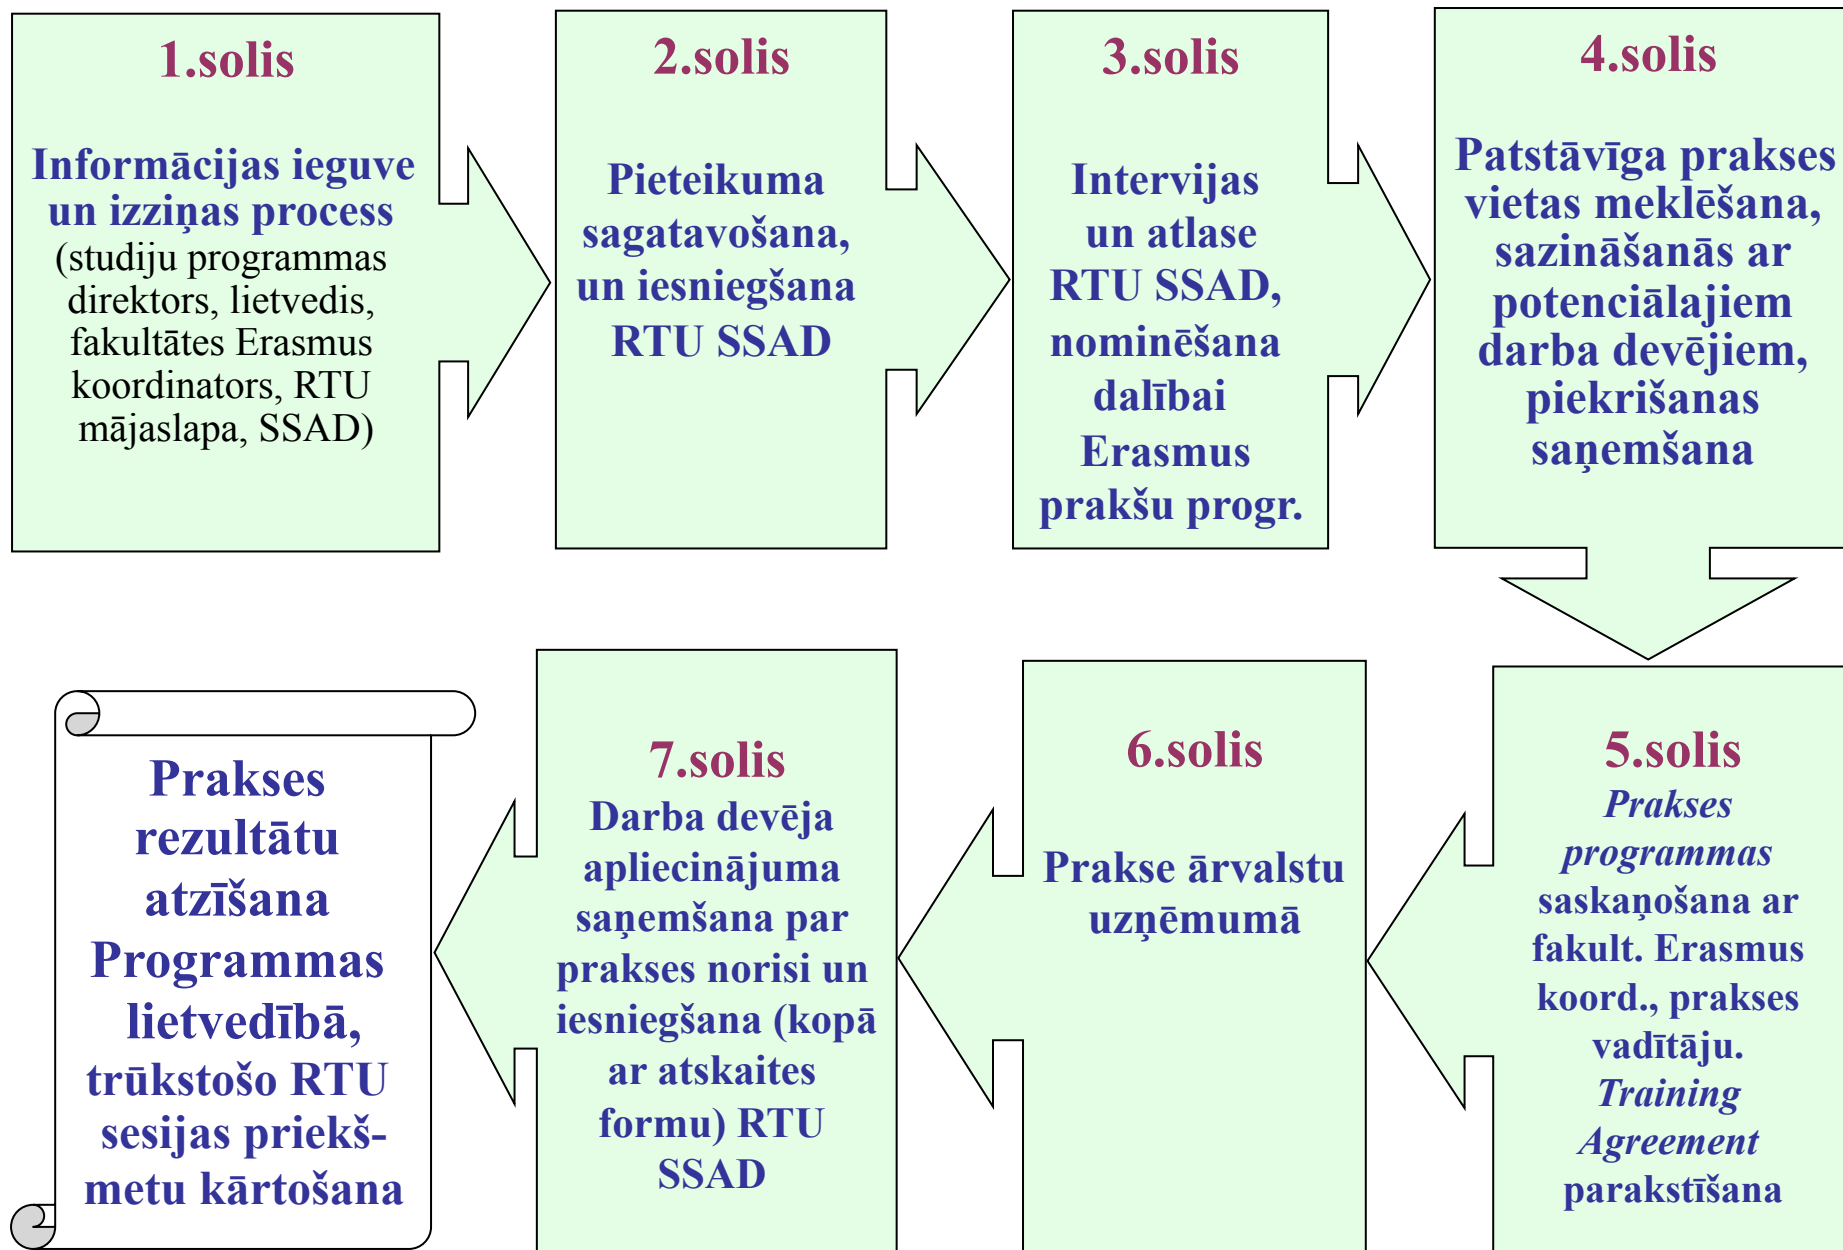 1.solis
Informācijas ieguve
un izziņas process
(studiju programmas
direktors, lietvedis,
fakultātes Erasmus
koordinators, RTU
mājaslapa, SSAD)
2.solis
Pieteikuma
sagatavošana,
un iesniegšana
RTU SSAD
3.solis
Intervijas
un atlase
RTU SSAD,
nominēšana
dalībai
Erasmus
prakšu progr.
4.solis
Patstāvīga prakses
vietas meklēšana,
sazināšanās ar
potenciālajiem
darba devējiem,
piekrišanas
saņemšana
5.solis
Prakses
programmas
saskaņošana ar
fakult. Erasmus
koord., prakses
vadītāju.
Training
Agreement
parakstīšana
6.solis
Prakse ārvalstu
uzņēmumā
7.solis
Darba devēja
apliecinājuma
saņemšana par
prakses norisi un
iesniegšana (kopā
ar atskaites
formu) RTU
SSAD
Prakses
rezultātu
atzīšana
Programmas
lietvedībā,
trūkstošo RTU
sesijas priekš-
metu kārtošana